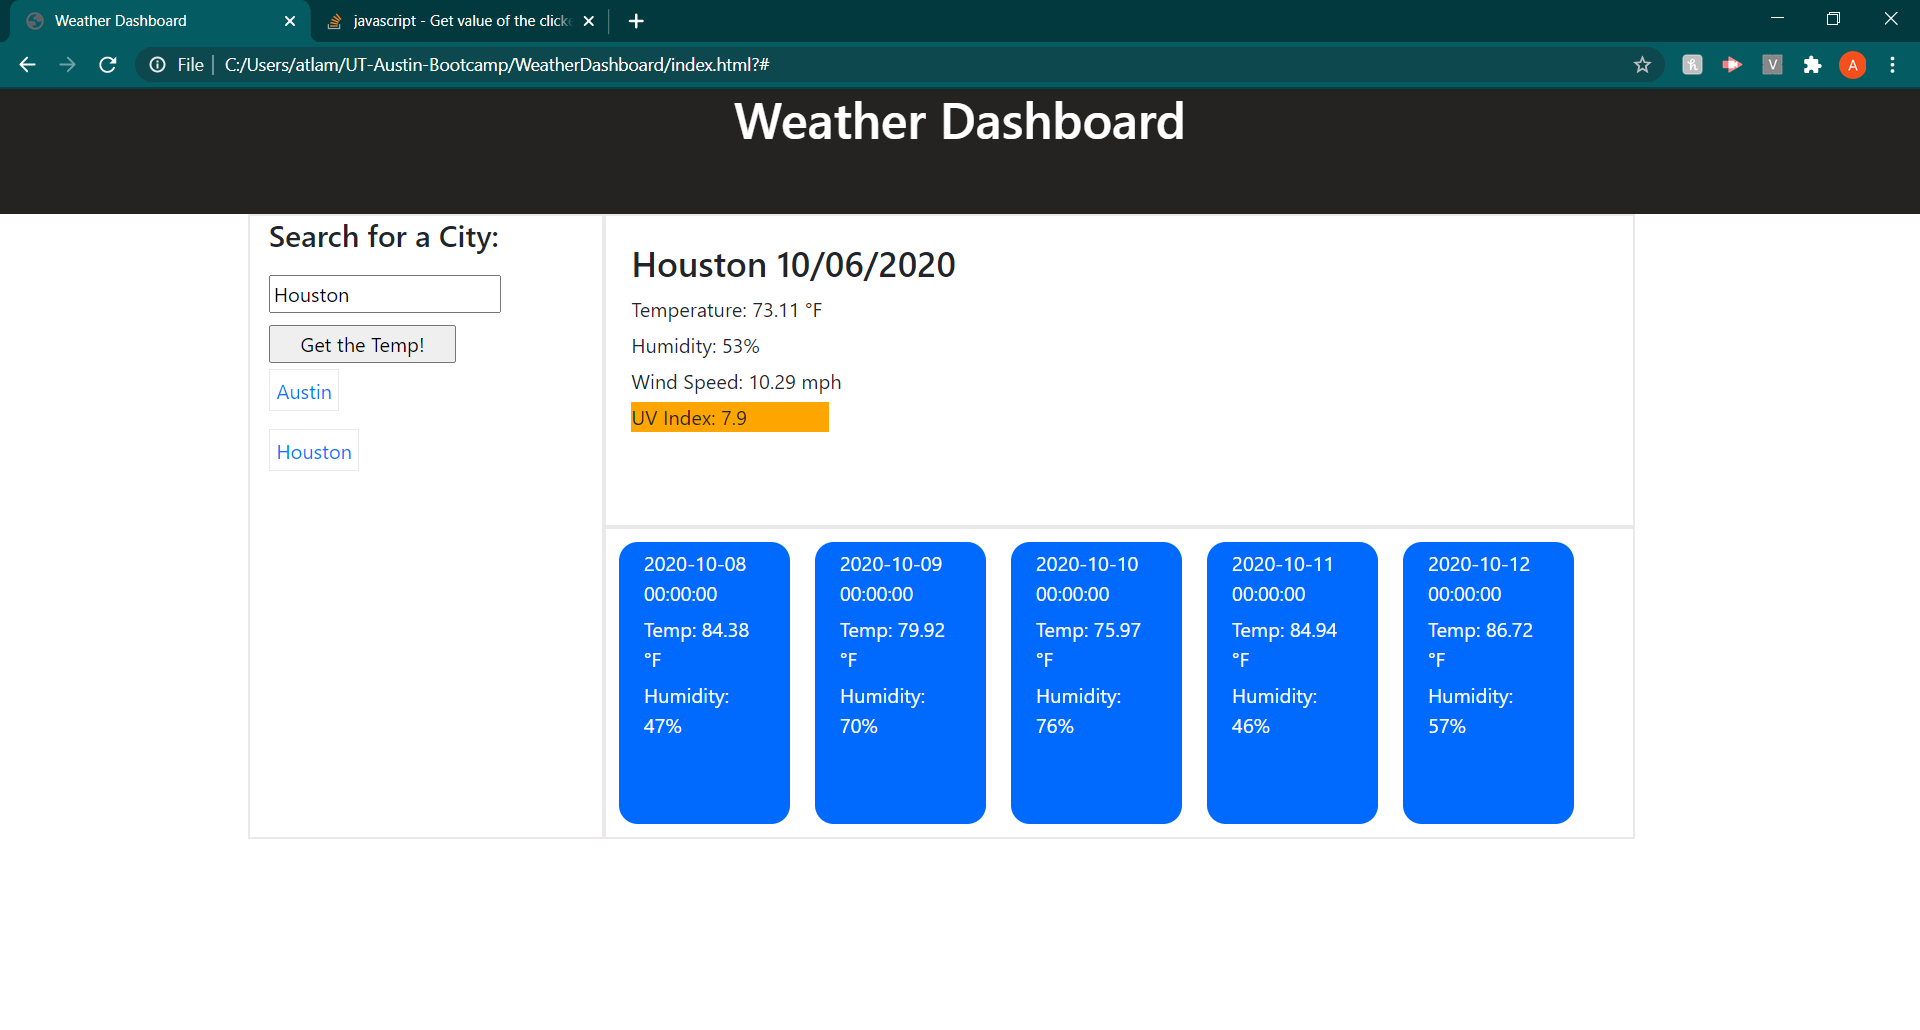 Weather Dashboard
javascript - Get value of the clicke
File
C:/Users/atlam/UT-Austin-Bootcamp/WeatherDashboard/index.html?#
V
A
Weather Dashboard
Search for a City:
Houston
Get the Temp!
Austin
Houston
Houston 10/06/2020
Temperature: 73.11 °F
Humidity: 53%
Wind Speed: 10.29 mph
UV Index: 7.9
2020-10-08
00:00:00
Temp: 84.38
°F
Humidity:
47%
2020-10-09
00:00:00
Temp: 79.92
°F
Humidity:
70%
2020-10-10
00:00:00
Temp: 75.97
°F
Humidity:
76%
2020-10-11
00:00:00
Temp: 84.94
°F
Humidity:
46%
2020-10-12
00:00:00
Temp: 86.72
°F
Humidity:
57%